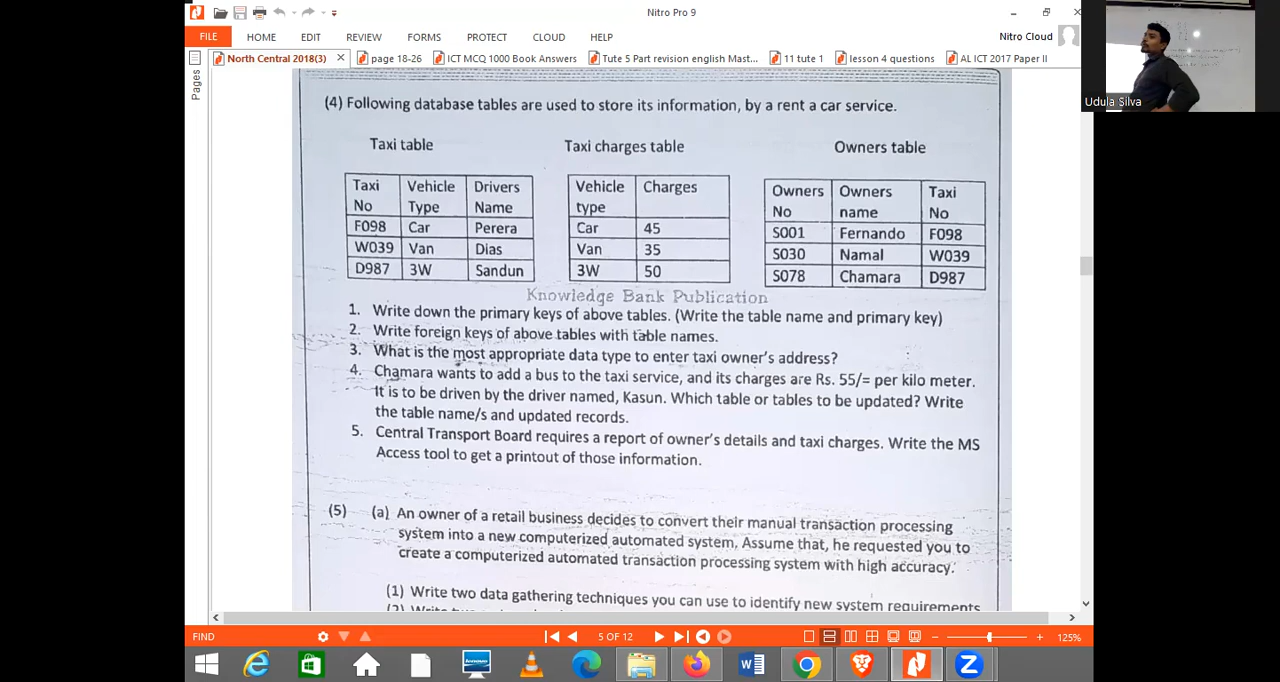 Nitro Pro 9
FILE HOME EDIT REVIEW FORMS PROTECT CLOUD HELP Nitro Cloud
North Central 2018(3) page 18-26 ICT MCQ 1000 Book Answers Tute 5 Part revision english Mast... 11 tute 1 lesson 4 questions AL ICT 2017 Paper II
Pages
Udula Silva
(4) Following database tables are used to store its information, by a rent a car service.
Taxi table Taxi charges table Owners table
Taxi No Vehicle Type Drivers Name
F098 Car Perera
W039 Van Dias
D987 3W Sandun
Vehicle type Charges
Car 45
Van 35
3W 50
Owners No Owners name Taxi No
S001 Fernando F098
S030 Namal W039
S078 Chamara D987
Knowledge Bank Publication
1. Write down the primary keys of above tables. (Write the table name and primary key)
2. Write foreign keys of above tables with table names.
3. What is the most appropriate data type to enter taxi owner's address?
4. Chamara wants to add a bus to the taxi service, and its charges are Rs. 55/= per kilo meter.
It is to be driven by the driver named, Kasun. Which table or tables to be updated? Write
the table name/s and updated records.
5. Central Transport Board requires a report of owner's details and taxi charges. Write the MS
Access tool to get a printout of those information.
(5) (a) An owner of a retail business decides to convert their manual transaction processing
system into a new computerized automated system. Assume that, he requested you to
create a computerized automated transaction processing system with high accuracy.
(1) Write two data gathering techniques you can use to identify new system requirements
FIND 5 OF 12 125%